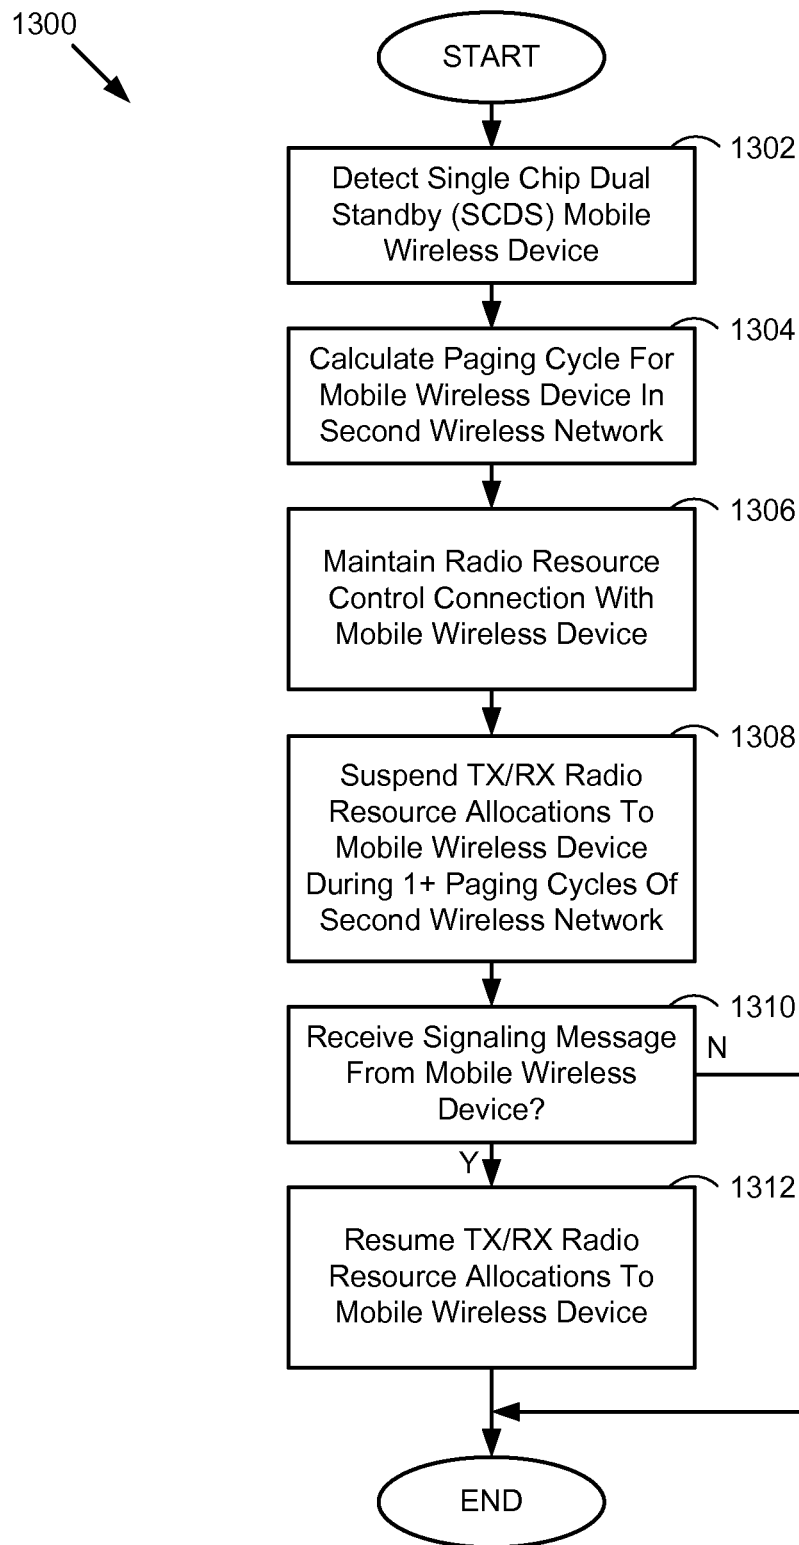 1300
START
1302
Detect Single Chip Dual
Standby (SCDS) Mobile
Wireless Device
1304
Calculate Paging Cycle For
Mobile Wireless Device In
Second Wireless Network
1306
Maintain Radio Resource
Control Connection With
Mobile Wireless Device
1308
Suspend TX/RX Radio
Resource Allocations To
Mobile Wireless Device
During 1+ Paging Cycles Of
Second Wireless Network
1310
Receive Signaling Message
From Mobile Wireless
Device?
N
Y
1312
Resume TX/RX Radio
Resource Allocations To
Mobile Wireless Device
END